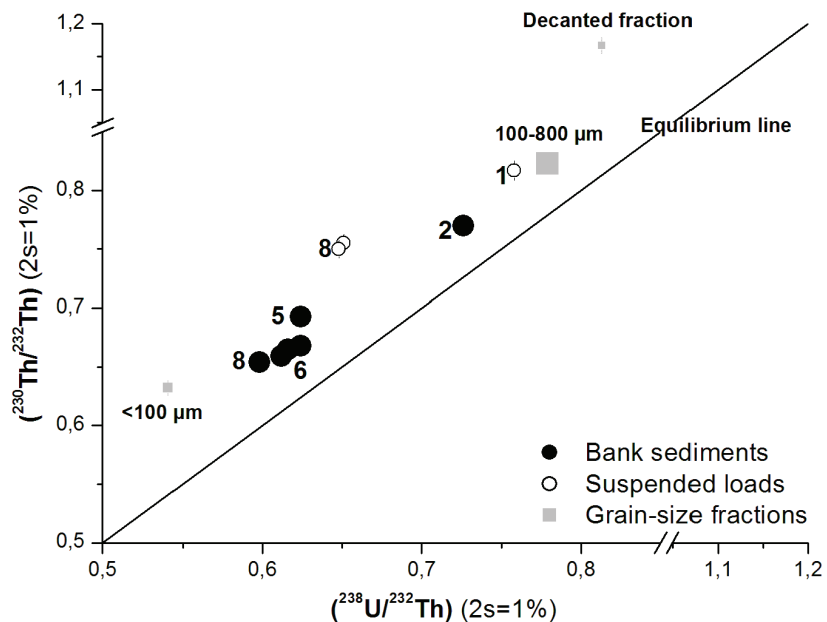 1,2
Decanted fraction
1,1
Equilibrium line
100-800 µm
1
0,8
2
8
(²³⁰Th/²³²Th) (2s=1%)
0,7
5
8
6
<100 µm
0,6
Bank sediments
Suspended loads
Grain-size fractions
0,5
0,5
0,6
0,7
0,8
1,1
1,2
(²³⁸U/²³²Th) (2s=1%)